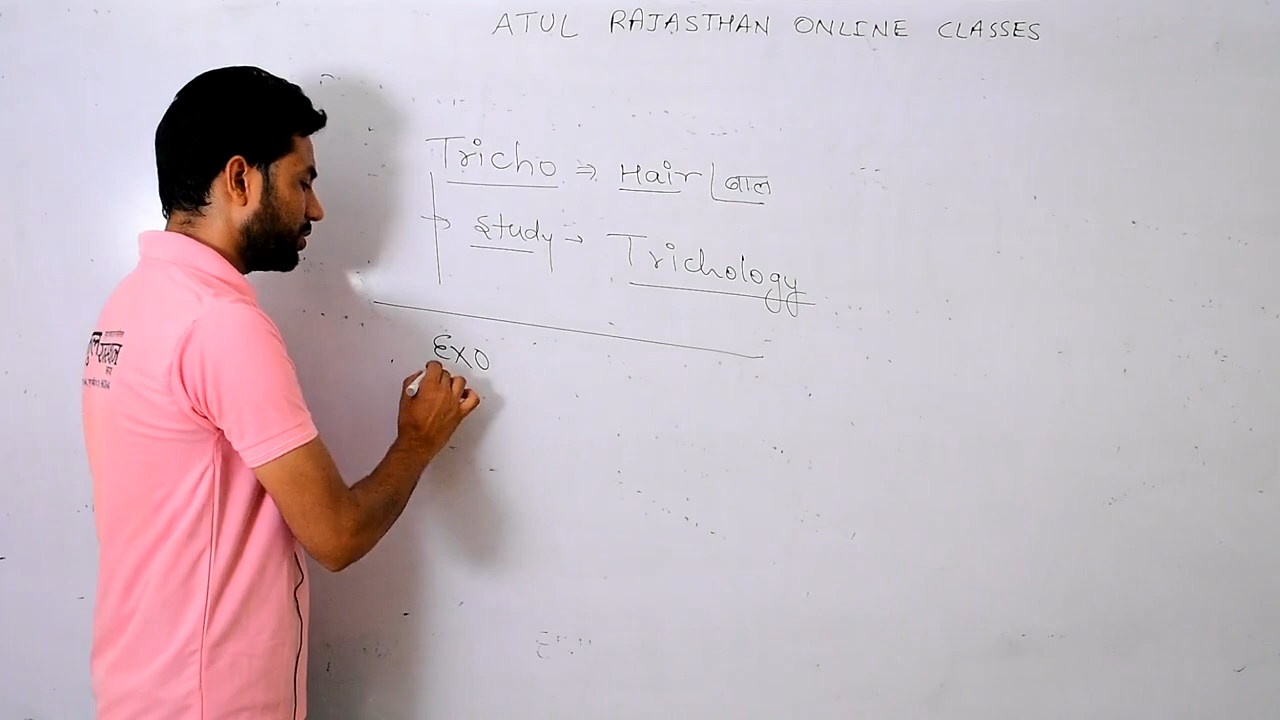 ATUL RAJASTHAN ONLINE CLASSES
Tricho ⇒ Hair | बाल
→ Study → Trichology
Exo